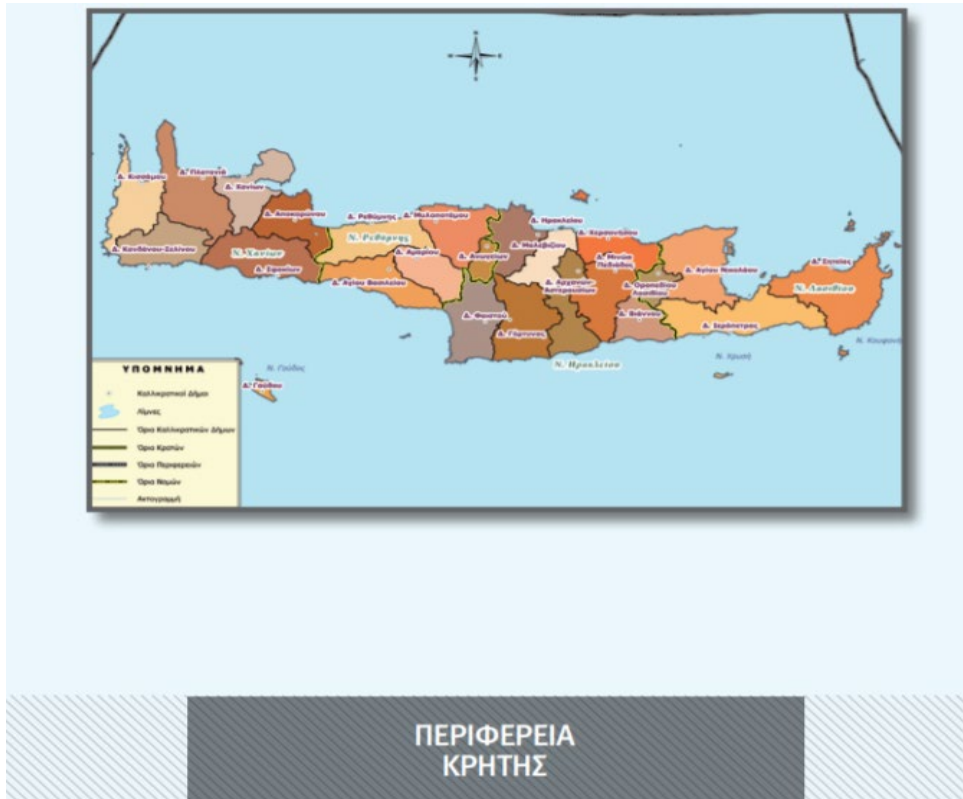 Δ. Κισσάμου
Δ. Πλατανιά
Δ. Χανίων
Δ. Αποκορώνου
Δ. Ρεθύμνης
Δ. Μυλοποτάμου
Δ. Ηρακλείου
Δ. Χερσονήσου
Δ. Καντάνου-Σελίνου
Ν. Χανίων
Ν. Ρεθύμνης
Δ. Μαλεβιζίου
Δ. Σφακίων
Δ. Αμαρίου
Δ. Ανωγείων
Δ. Μινώα
Πεδιάδας
Δ. Αγίου Νικολάου
Δ. Σητείας
Δ. Αγίου Βασιλείου
Δ. Αρχανών-
Αστερουσίων
Δ. Οροπεδίου
Λασιθίου
Ν. Λασιθίου
Δ. Φαιστού
Δ. Γόρτυνας
Δ. Βιάννου
Δ. Ιεράπετρας
Ν. Ηρακλείου
Ν. Χρυσή
Ν. Γαύδος
Δ. Γαύδου
ΥΠΟΜΝΗΜΑ
Καλλικρατικοί Δήμοι
Λίμνες
Όρια Καλλικρατικών Δήμων
Όρια Κρατών
Όρια Περιφερειών
Όρια Νομών
Ακτογραμμή
ΠΕΡΙΦΕΡΕΙΑ
ΚΡΗΤΗΣ